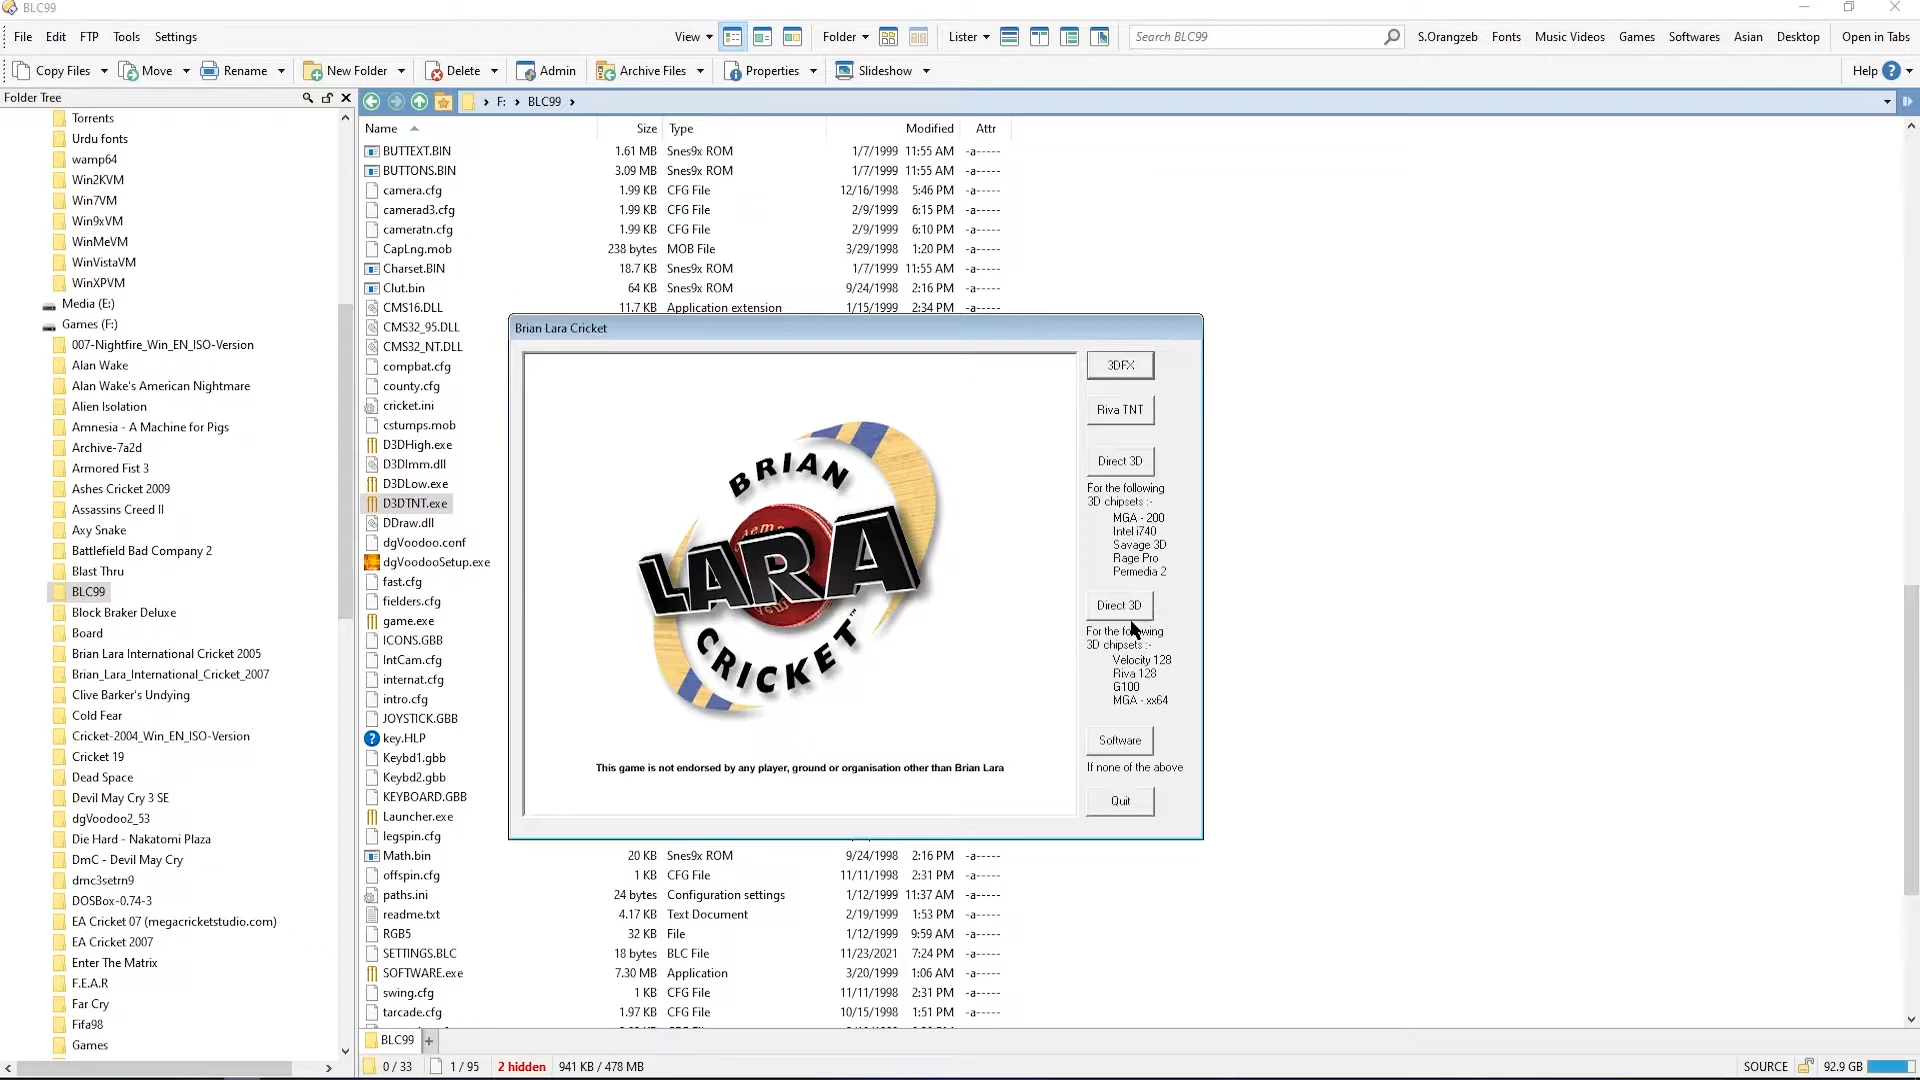 BLC99
File Edit FTP Tools Settings
View Folder Lister Search BLC99 S.Orangzeb Fonts Music Videos Games Softwares Asian Desktop Open in Tabs
Copy Files Move Rename New Folder Delete Admin Archive Files Properties Slideshow Help
Folder Tree
F: BLC99
Torrents
Urdu fonts
wamp64
Win2KVM
Win7VM
Win9xVM
WinMeVM
WinVistaVM
WinXPVM
Media (E:)
Games (F:)
007-Nightfire_Win_EN_ISO-Version
Alan Wake
Alan Wake's American Nightmare
Alien Isolation
Amnesia - A Machine for Pigs
Archive-7a2d
Armored Fist 3
Ashes Cricket 2009
Assassins Creed II
Axy Snake
Battlefield Bad Company 2
Blast Thru
BLC99
Block Braker Deluxe
Board
Brian Lara International Cricket 2005
Brian_Lara_International_Cricket_2007
Clive Barker's Undying
Cold Fear
Cricket-2004_Win_EN_ISO-Version
Cricket 19
Dead Space
Devil May Cry 3 SE
dgVoodoo2_53
Die Hard - Nakatomi Plaza
DmC - Devil May Cry
dmc3setrn9
DOSBox-0.74-3
EA Cricket 07 (megacricketstudio.com)
EA Cricket 2007
Enter The Matrix
F.E.A.R
Far Cry
Fifa98
Games
Name Size Type Modified Attr
BUTTEXT.BIN 1.61 MB Snes9x ROM 1/7/1999 11:55 AM -a-----
BUTTONS.BIN 3.09 MB Snes9x ROM 1/7/1999 11:55 AM -a-----
camera.cfg 1.99 KB CFG File 12/16/1998 5:46 PM -a-----
camerad3.cfg 1.99 KB CFG File 2/9/1999 6:15 PM -a-----
cameratn.cfg 1.99 KB CFG File 2/9/1999 6:10 PM -a-----
CapLng.mob 238 bytes MOB File 3/29/1998 1:20 PM -a-----
Charset.BIN 18.7 KB Snes9x ROM 1/7/1999 11:55 AM -a-----
Clut.bin 64 KB Snes9x ROM 9/24/1998 2:16 PM -a-----
CMS16.DLL 11.7 KB Application extension 1/15/1999 2:34 PM -a-----
CMS32_95.DLL
CMS32_NT.DLL
compbat.cfg
county.cfg
cricket.ini
cstumps.mob
D3DHigh.exe
D3DImm.dll
D3DLow.exe
D3DTNT.exe
DDraw.dll
dgVoodoo.conf
dgVoodooSetup.exe
fast.cfg
fielders.cfg
game.exe
ICONS.GBB
IntCam.cfg
internat.cfg
intro.cfg
JOYSTICK.GBB
key.HLP
Keybd1.gbb
Keybd2.gbb
KEYBOARD.GBB
Launcher.exe
legspin.cfg
Math.bin 20 KB Snes9x ROM 9/24/1998 2:16 PM -a-----
offspin.cfg 1 KB CFG File 11/11/1998 2:31 PM -a-----
paths.ini 24 bytes Configuration settings 1/12/1999 11:37 AM -a-----
readme.txt 4.17 KB Text Document 2/19/1999 1:53 PM -a-----
RGB5 32 KB File 1/12/1999 9:59 AM -a-----
SETTINGS.BLC 18 bytes BLC File 11/23/2021 7:24 PM -a-----
SOFTWARE.exe 7.30 MB Application 3/20/1999 1:06 AM -a-----
swing.cfg 1 KB CFG File 11/11/1998 2:31 PM -a-----
tarcade.cfg 1.97 KB CFG File 10/15/1998 1:51 PM -a-----
Brian Lara Cricket
BRIAN
LARA
CRICKET™
This game is not endorsed by any player, ground or organisation other than Brian Lara
3DFX
Riva TNT
Direct 3D
For the following
3D chipsets :-
MGA - 200
Intel i740
Savage 3D
Rage Pro
Permedia 2
Direct 3D
For the following
3D chipsets :-
Velocity 128
Riva 128
G100
MGA - xx64
Software
If none of the above
Quit
BLC99 +
0 / 33 1 / 95 2 hidden 941 KB / 478 MB SOURCE 92.9 GB